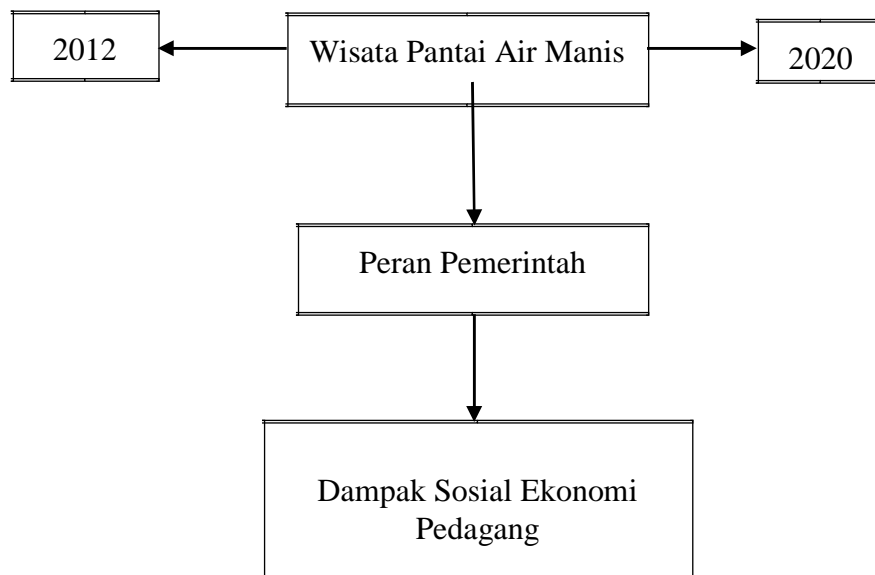 2012
Wisata Pantai Air Manis
2020
Peran Pemerintah
Dampak Sosial Ekonomi
Pedagang